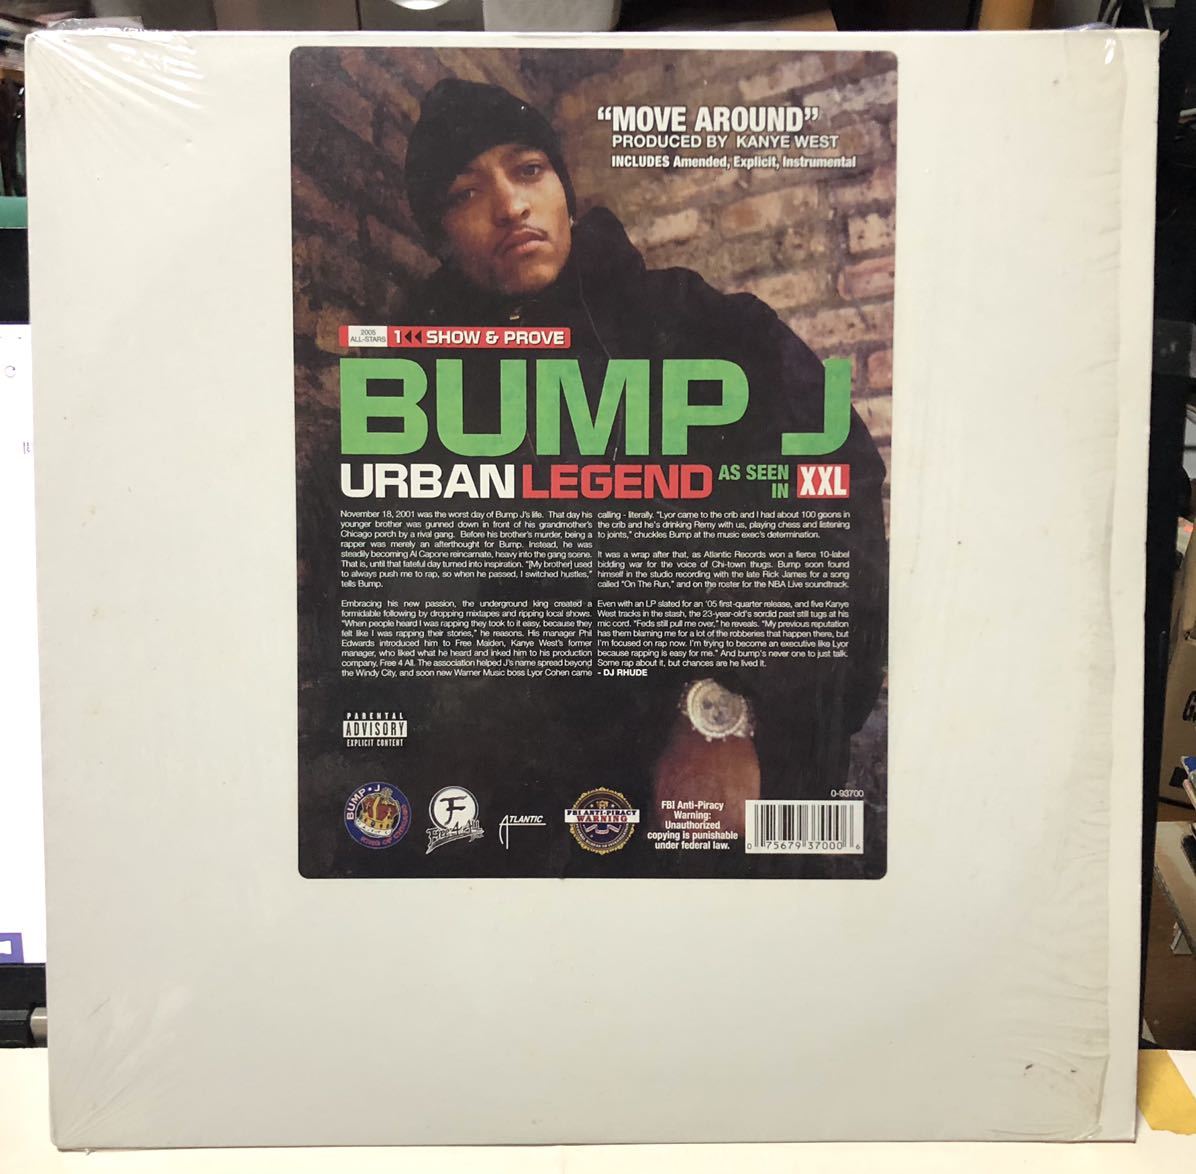 “MOVE AROUND”
PRODUCED BY KANYE WEST
INCLUDES Amended, Explicit, Instrumental
2005
ALL-STARS
1 SHOW & PROVE
BUMP J
URBAN LEGEND AS SEEN
IN XXL
November 18, 2001 was the worst day of Bump J's life. That day his
younger brother was gunned down in front of his grandmother's
Chicago porch by a rival gang. Before his brother's murder, being a
rapper was merely an afterthought for Bump. Instead, he was
steadily becoming Al Capone reincarnate, heavy into the gang scene.
That is, until that fateful day turned into inspiration. "[My brother] used
to always push me to rap, so when he passed, I switched hustles,"
tells Bump.
Embracing his new passion, the underground king created a
formidable following by dropping mixtapes and ripping local shows.
"When people heard I was rapping they took to it easy, because they
felt like I was rapping their stories," he reasons. His manager Phil
Edwards introduced him to Free Maiden, Kanye West's former
manager, who liked what he heard and inked him to his production
company, Free 4 All. The association helped J's name spread beyond
the Windy City, and soon new Warner Music boss Lyor Cohen came
calling - literally. "Lyor came to the crib and I had about 100 goons in
the crib and he's drinking Remy with us, playing chess and listening
to joints," chuckles Bump at the music exec's determination.
It was a wrap after that, as Atlantic Records won a fierce 10-label
bidding war for the voice of Chi-town thugs. Bump soon found
himself in the studio recording with the late Rick James for a song
called "On The Run," and on the roster for the NBA Live soundtrack.
Even with an LP slated for an '05 first-quarter release, and five Kanye
West tracks in the stash, the 23-year-old's sordid past still tugs at his
mic cord. "Feds still pull me over," he reveals. "My previous reputation
has them blaming me for a lot of the robberies that happen there, but
I'm focused on rap now. I'm trying to become an executive like Lyor
because rapping is easy for me." And bump's never one to just talk.
Some rap about it, but chances are he lived it.
- DJ RHUDE
PARENTAL
ADVISORY
EXPLICIT CONTENT
BUMP • J
F
Free 4 All
ATLANTIC
FBI ANTI-PIRACY
WARNING
FBI Anti-Piracy
Warning:
Unauthorized
copying is punishable
under federal law.
0-93700
0 75679 37000 6